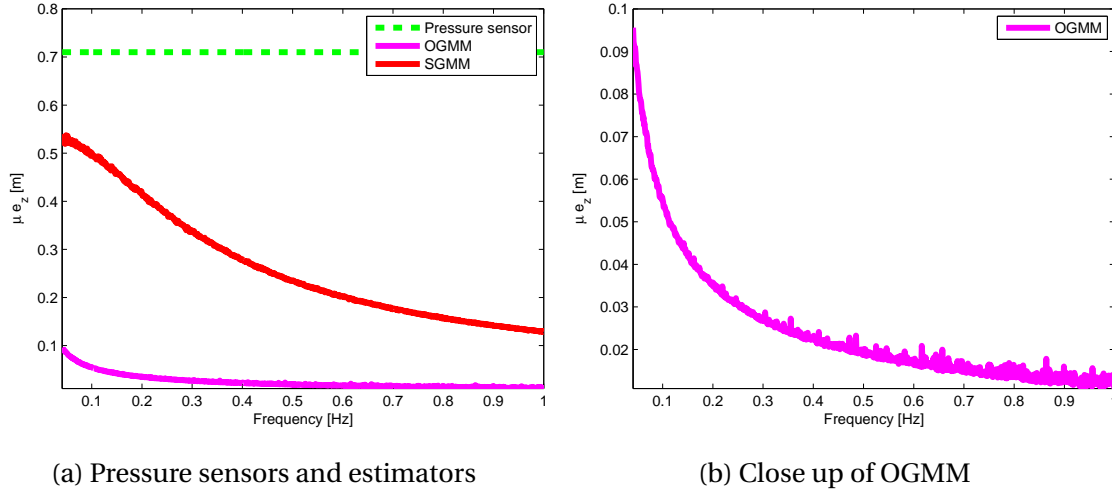 0.8
0.7
0.6
0.5
0.4
0.3
0.2
0.1
μ e_z [m]
Pressure sensor
OGMM
SGMM
0.1 0.2 0.3 0.4 0.5 0.6 0.7 0.8 0.9 1
Frequency [Hz]
(a) Pressure sensors and estimators
0.1
0.09
0.08
0.07
0.06
0.05
0.04
0.03
0.02
μ e_z [m]
OGMM
0.1 0.2 0.3 0.4 0.5 0.6 0.7 0.8 0.9 1
Frequency [Hz]
(b) Close up of OGMM